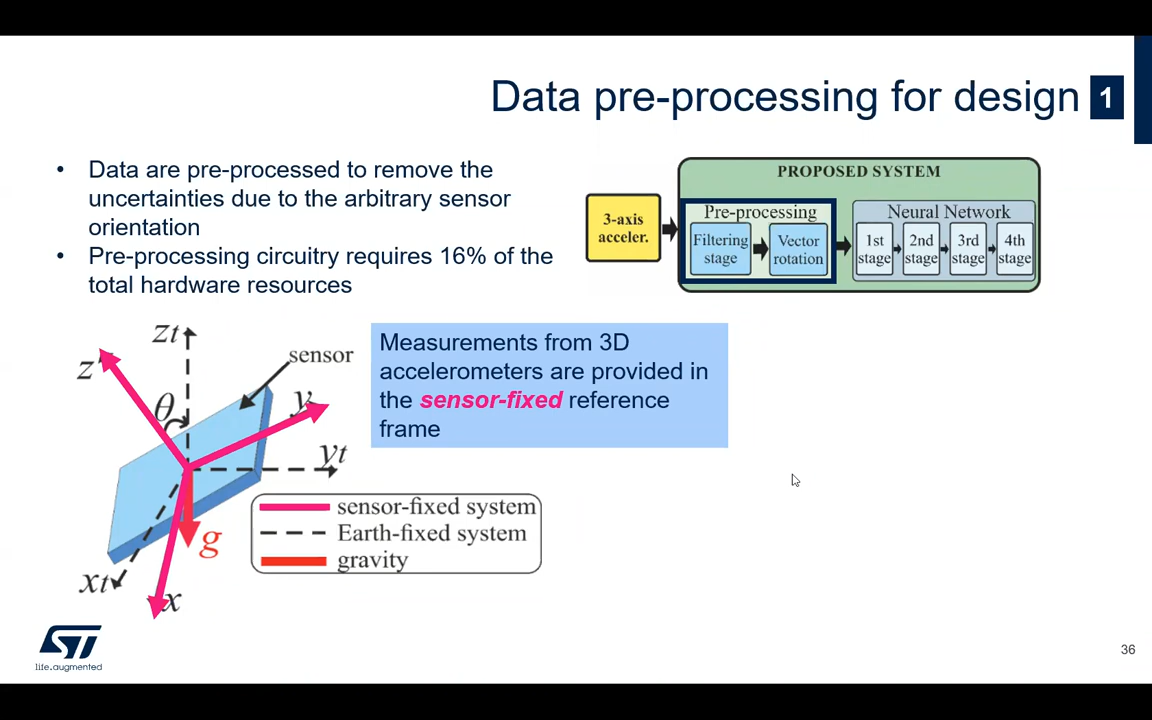 Data pre-processing for design 1
• Data are pre-processed to remove the
uncertainties due to the arbitrary sensor
orientation
• Pre-processing circuitry requires 16% of the
total hardware resources
PROPOSED SYSTEM
3-axis
acceler.
Pre-processing
Filtering
stage
Vector
rotation
Neural Network
1st
stage
2nd
stage
3rd
stage
4th
stage
Measurements from 3D
accelerometers are provided in
the sensor-fixed reference
frame
zt
z
sensor
θ
y
yt
g
xt
x
sensor-fixed system
Earth-fixed system
gravity
ST
life.augmented
36